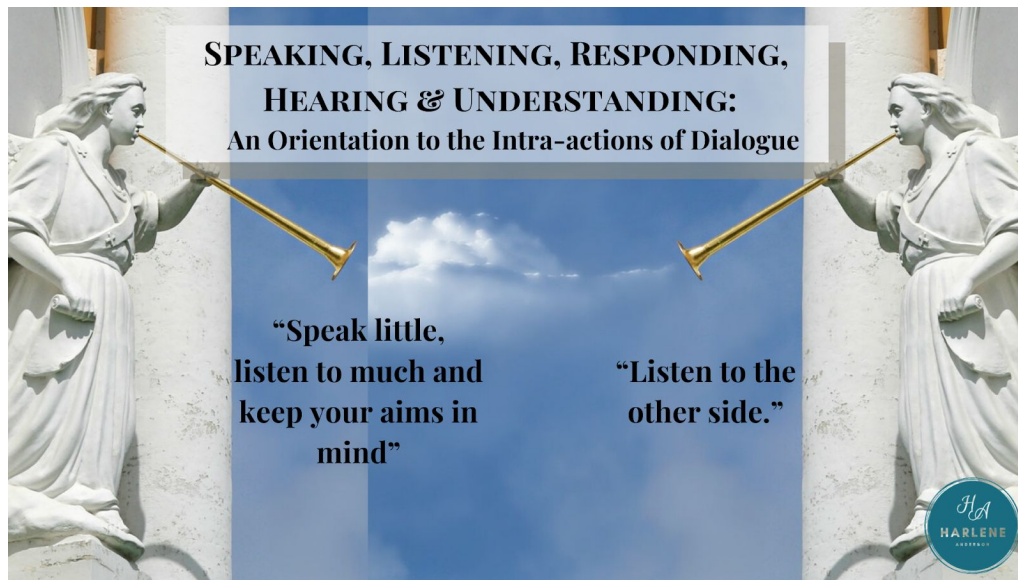 SPEAKING, LISTENING, RESPONDING,
HEARING & UNDERSTANDING:
An Orientation to the Intra-actions of Dialogue
“Speak little,
listen to much and
keep your aims in
mind”
“Listen to the
other side.”
HA
HARLENE
ANDERSON